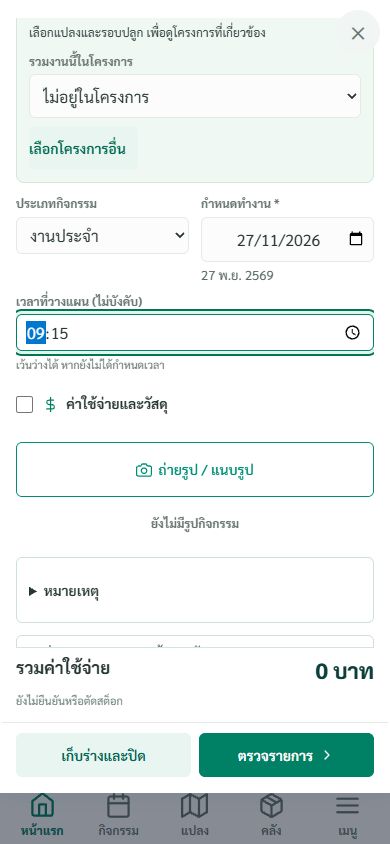 เลือกแปลงและรอบปลูก เพื่อดูโครงการที่เกี่ยวข้อง
รวมงานนี้ในโครงการ
ไม่อยู่ในโครงการ
เลือกโครงการอื่น
ประเภทกิจกรรม
กำหนดทำงาน *
งานประจำ
27/11/2026
27 พ.ย. 2569
เวลาที่วางแผน (ไม่บังคับ)
09:15
เว้นว่างได้ หากยังไม่ได้กำหนดเวลา
$ ค่าใช้จ่ายและวัสดุ
ถ่ายรูป / แนบรูป
ยังไม่มีรูปกิจกรรม
หมายเหตุ
รวมค่าใช้จ่าย
0 บาท
ยังไม่ยืนยันหรือตัดสต็อก
เก็บร่างและปิด
ตรวจรายการ
หน้าแรก
กิจกรรม
แปลง
คลัง
เมนู